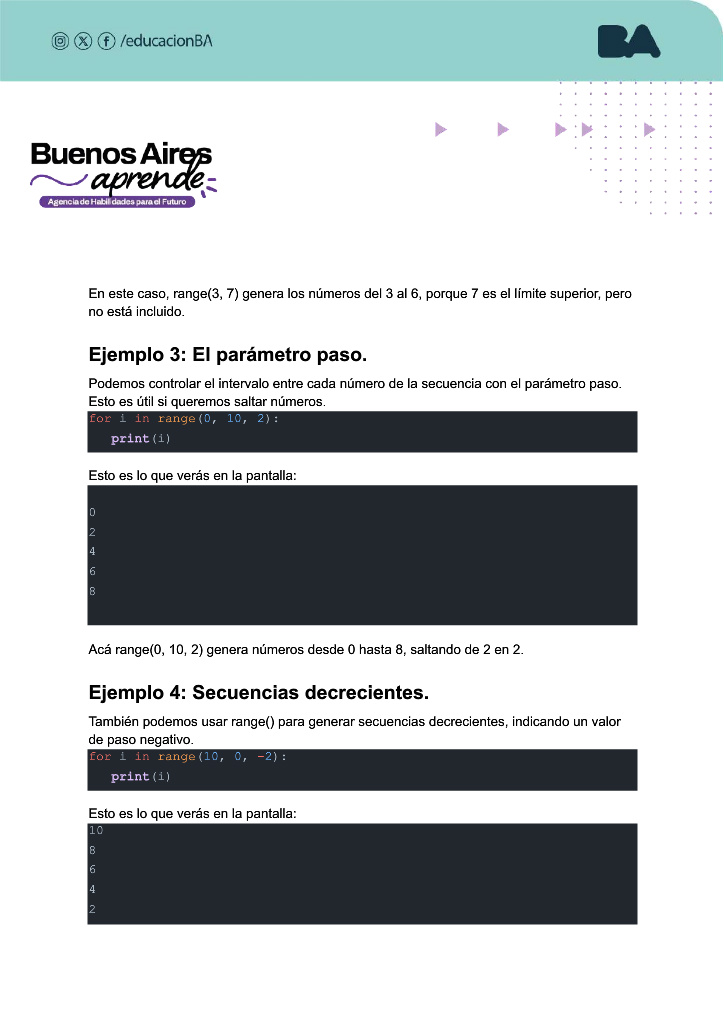 /educacionBA
BA
Buenos Aires
aprende
Agencia de Habilidades para el Futuro
En este caso, range(3, 7) genera los números del 3 al 6, porque 7 es el límite superior, pero
no está incluido.
Ejemplo 3: El parámetro paso.
Podemos controlar el intervalo entre cada número de la secuencia con el parámetro paso.
Esto es útil si queremos saltar números.
for i in range(0, 10, 2):
print(i)
Esto es lo que verás en la pantalla:
0
2
4
6
8
Acá range(0, 10, 2) genera números desde 0 hasta 8, saltando de 2 en 2.
Ejemplo 4: Secuencias decrecientes.
También podemos usar range() para generar secuencias decrecientes, indicando un valor
de paso negativo.
for i in range(10, 0, -2):
print(i)
Esto es lo que verás en la pantalla:
10
8
6
4
2